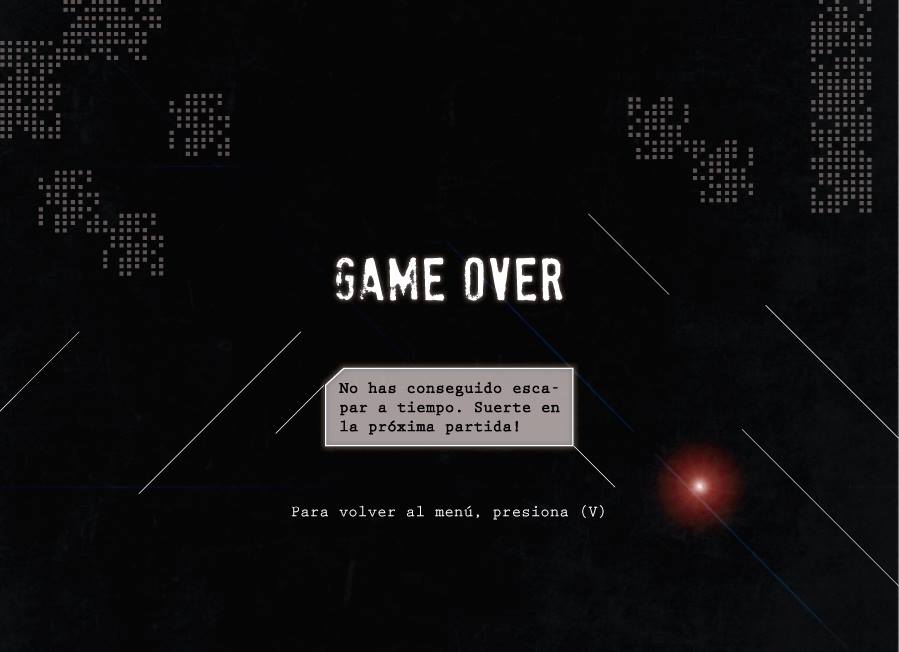 GAME OVER
No has conseguido esca-
par a tiempo. Suerte en
la próxima partida!
Para volver al menú, presiona (V)